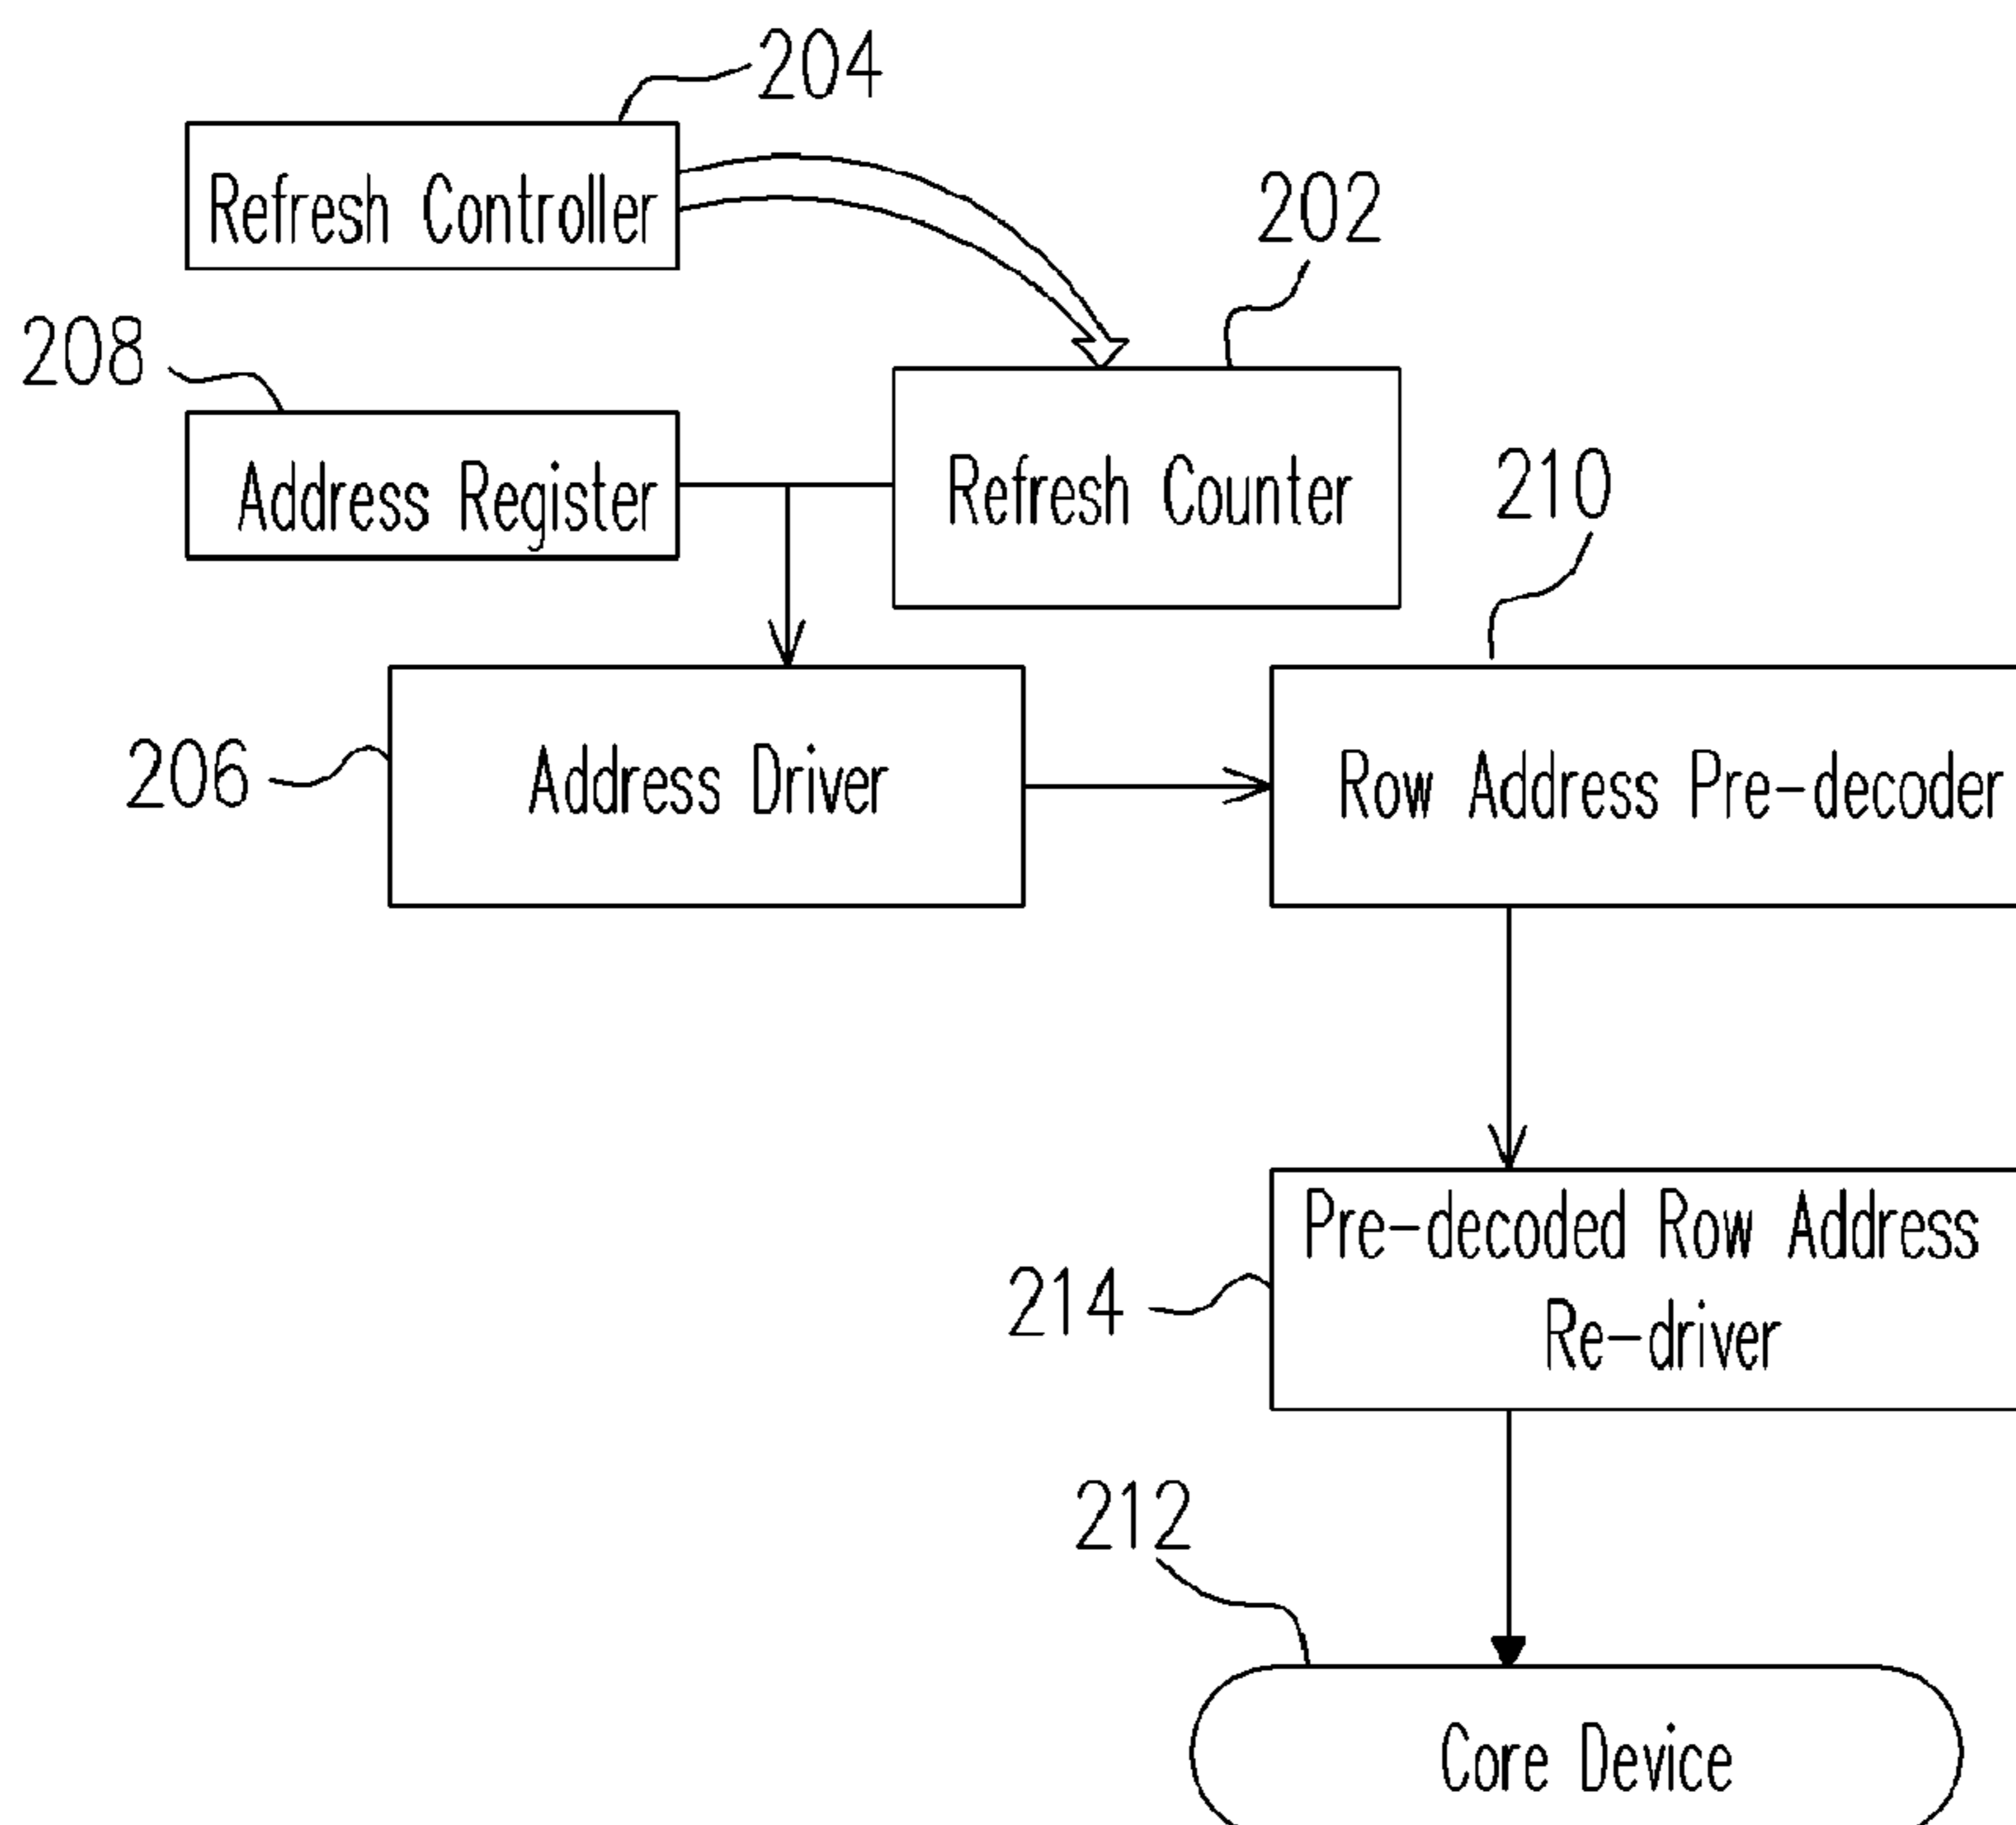 204
Refresh Controller
202
208
Address Register
Refresh Counter
210
206
Address Driver
Row Address Pre-decoder
Pre-decoded Row Address
Re-driver
214
212
Core Device